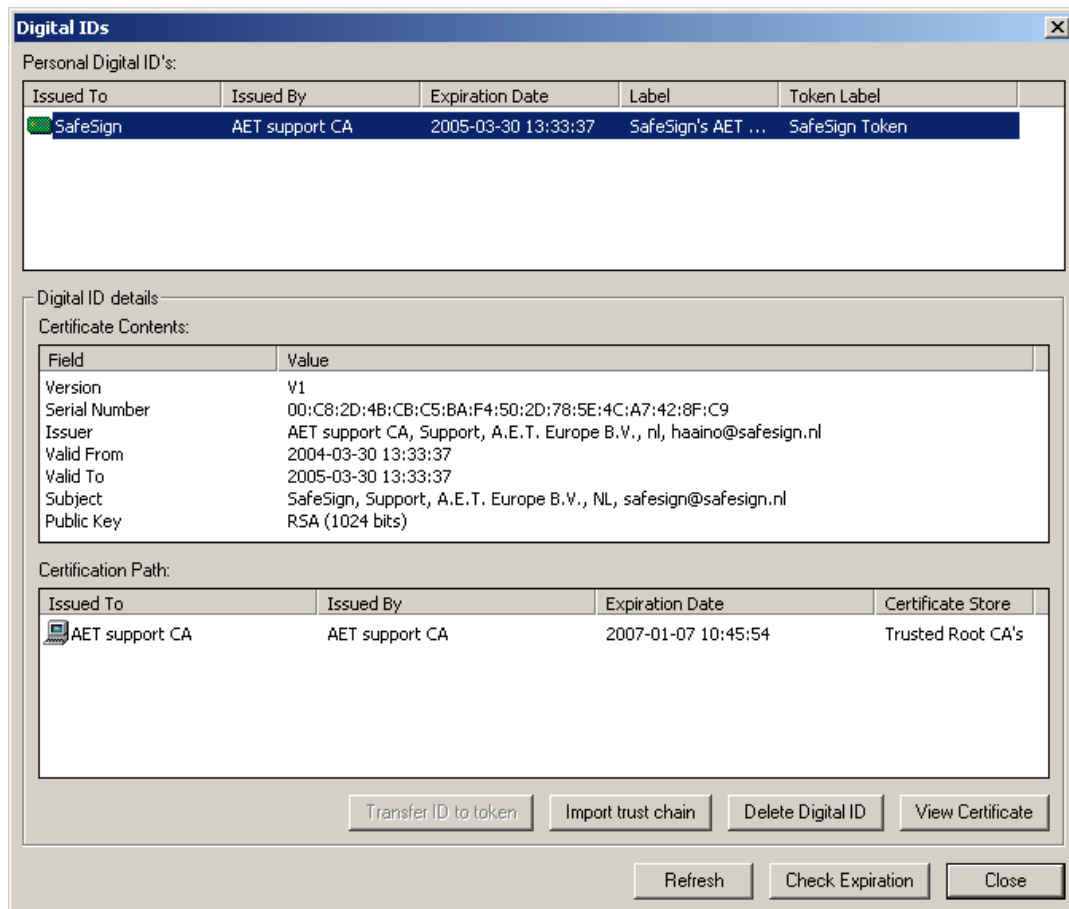 Digital IDs
Personal Digital ID's:
Issued To Issued By Expiration Date Label Token Label
SafeSign AET support CA 2005-03-30 13:33:37 SafeSign's AET ... SafeSign Token
Digital ID details
Certificate Contents:
Field Value
Version V1
Serial Number 00:C8:2D:4B:CB:C5:BA:F4:50:2D:78:5E:4C:A7:42:8F:C9
Issuer AET support CA, Support, A.E.T. Europe B.V., nl, haaino@safesign.nl
Valid From 2004-03-30 13:33:37
Valid To 2005-03-30 13:33:37
Subject SafeSign, Support, A.E.T. Europe B.V., NL, safesign@safesign.nl
Public Key RSA (1024 bits)
Certification Path:
Issued To Issued By Expiration Date Certificate Store
AET support CA AET support CA 2007-01-07 10:45:54 Trusted Root CA's
Transfer ID to token Import trust chain Delete Digital ID View Certificate
Refresh Check Expiration Close